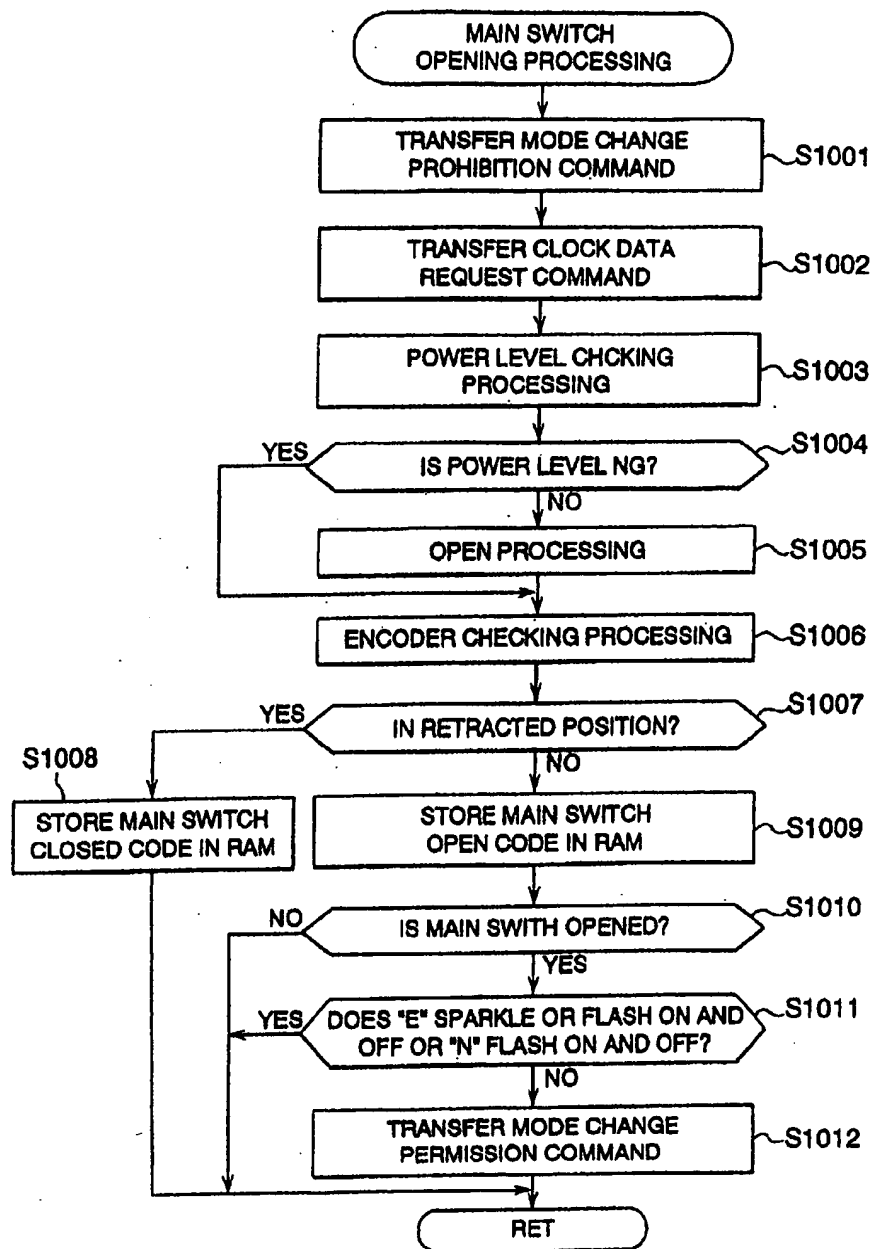 MAIN SWITCH
OPENING PROCESSING
TRANSFER MODE CHANGE
PROHIBITION COMMAND
S1001
TRANSFER CLOCK DATA
REQUEST COMMAND
S1002
POWER LEVEL CHCKING
PROCESSING
S1003
YES
IS POWER LEVEL NG?
S1004
NO
OPEN PROCESSING
S1005
ENCODER CHECKING PROCESSING
S1006
YES
IN RETRACTED POSITION?
S1007
NO
S1008
STORE MAIN SWITCH
CLOSED CODE IN RAM
STORE MAIN SWITCH
OPEN CODE IN RAM
S1009
NO
IS MAIN SWITH OPENED?
S1010
YES
YES
DOES "E" SPARKLE OR FLASH ON AND
OFF OR "N" FLASH ON AND OFF?
S1011
NO
TRANSFER MODE CHANGE
PERMISSION COMMAND
S1012
RET